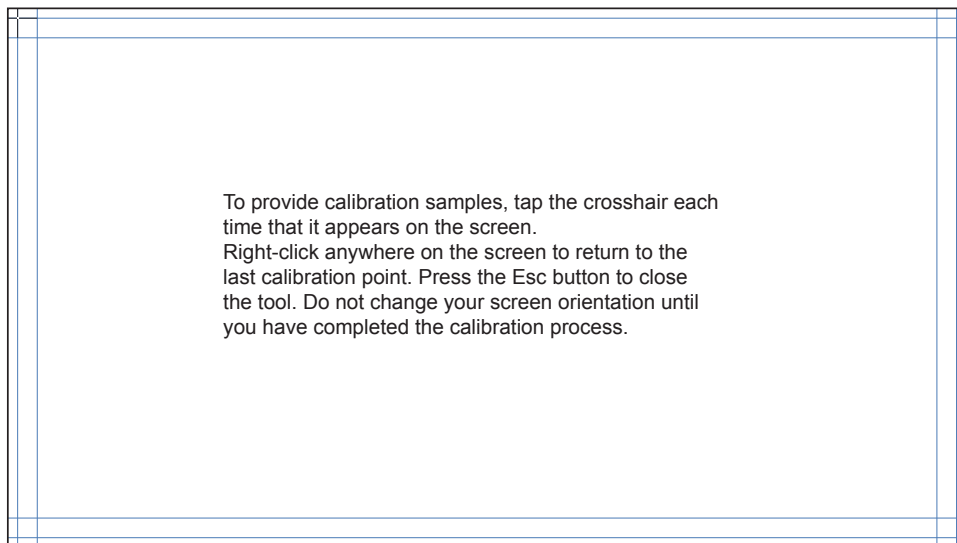 To provide calibration samples, tap the crosshair each
time that it appears on the screen.
Right-click anywhere on the screen to return to the
last calibration point. Press the Esc button to close
the tool. Do not change your screen orientation until
you have completed the calibration process.